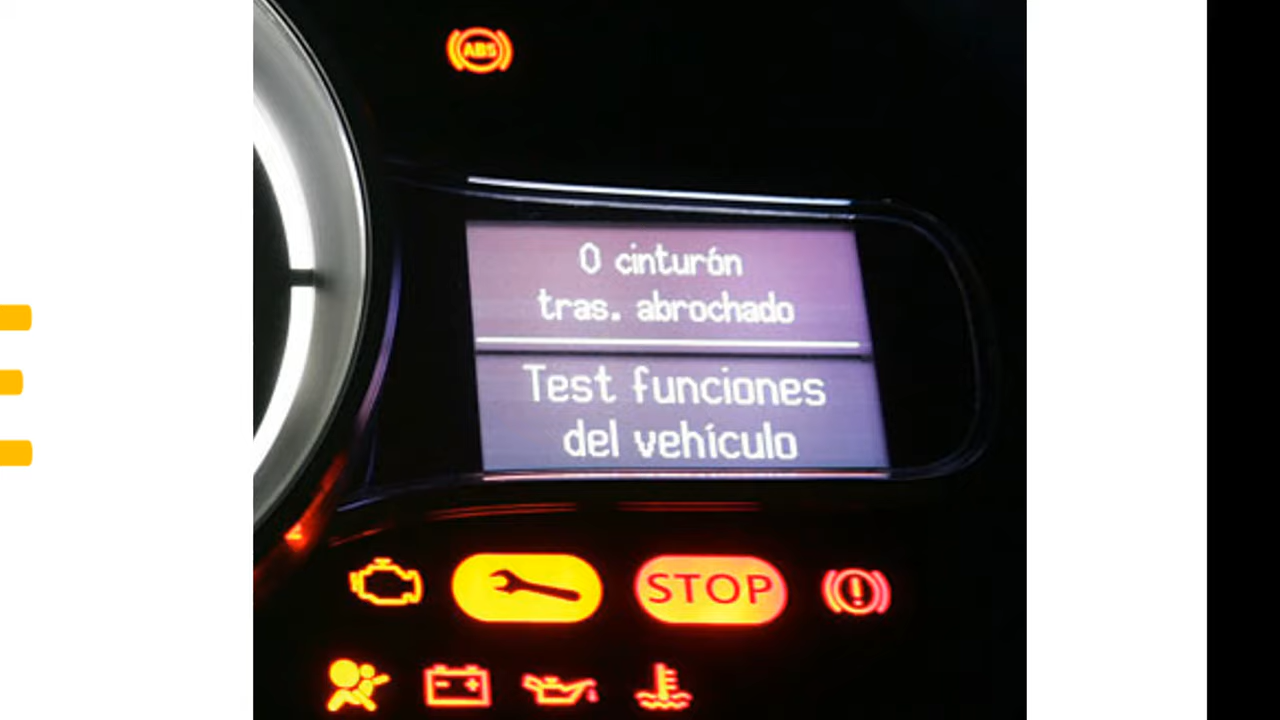 ABS
0 cinturón
tras. abrochado
Test funciones
del vehículo
STOP